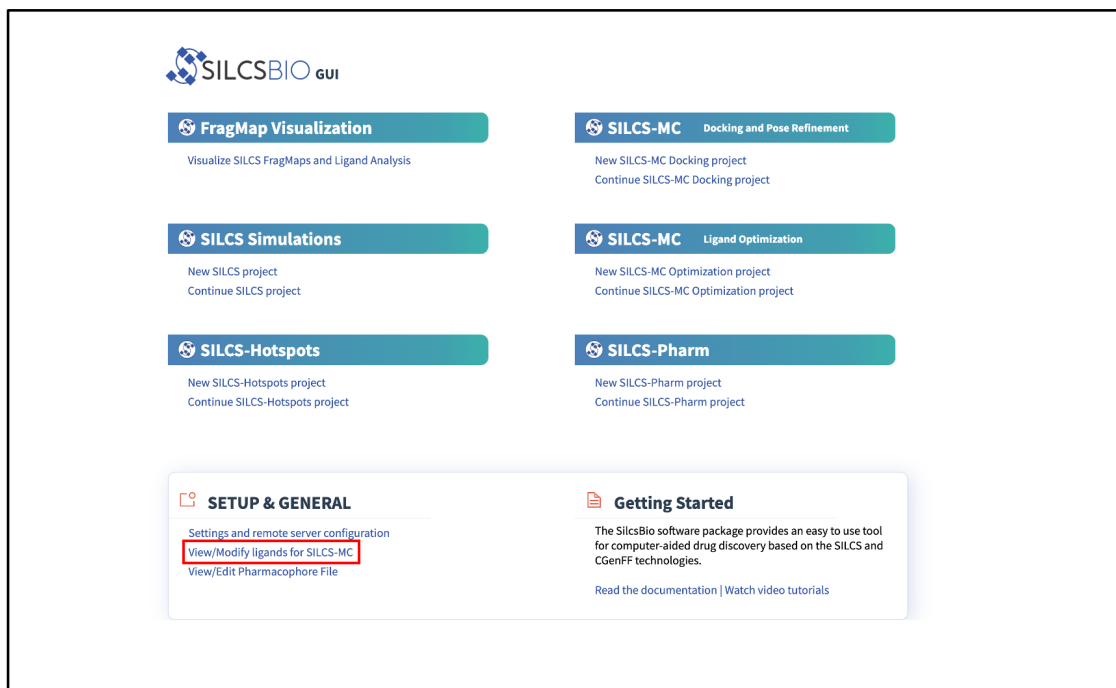 SILCSBIO GUI
FragMap Visualization
Visualize SILCS FragMaps and Ligand Analysis
SILCS-MC Docking and Pose Refinement
New SILCS-MC Docking project
Continue SILCS-MC Docking project
SILCS Simulations
New SILCS project
Continue SILCS project
SILCS-MC Ligand Optimization
New SILCS-MC Optimization project
Continue SILCS-MC Optimization project
SILCS-Hotspots
New SILCS-Hotspots project
Continue SILCS-Hotspots project
SILCS-Pharm
New SILCS-Pharm project
Continue SILCS-Pharm project
SETUP & GENERAL
Settings and remote server configuration
View/Modify ligands for SILCS-MC
View/Edit Pharmacophore File
Getting Started
The SilcsBio software package provides an easy to use tool
for computer-aided drug discovery based on the SILCS and
CGenFF technologies.
Read the documentation | Watch video tutorials